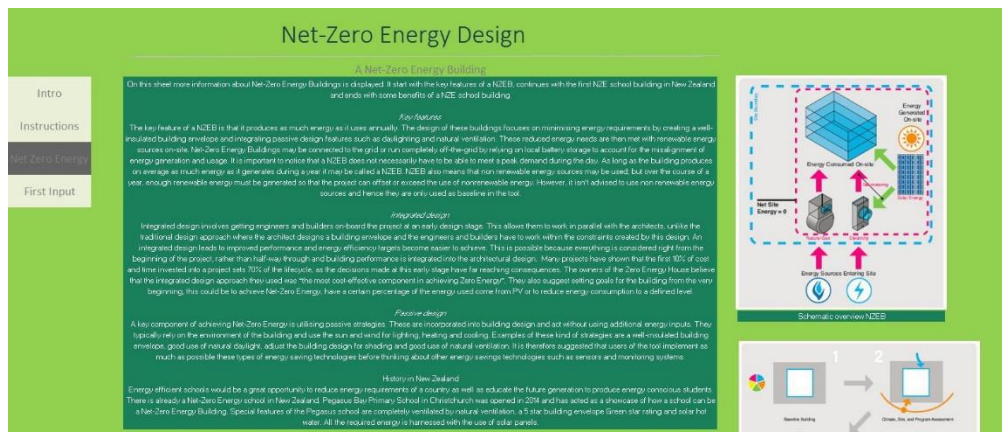 Net-Zero Energy Design
A Net-Zero Energy Building
Intro
Instructions
Net Zero Energy
First Input
On this sheet more information about Net-Zero Energy Buildings is displayed. It start with the key features of a NZEB, continues with the first NZE school building in New Zealand
and ends with some benefits of a NZE school building
Key features
The key feature of a NZEB is that it produces as much energy as it uses annually. The design of these buildings focuses on minimising energy requirements by creating a well-
insulated building envelope and integrating passive design features such as daylighting and natural ventilation. These reduced energy needs are then met with renewable energy
sources on-site. Net-Zero Energy Buildings may be connected to the grid or run completely off-the-grid by relying on local battery storage to account for the misalignment of
energy generation and usage. It is important to notice that a NZEB does not necessarily have to be able to meet a peak demand during the day. As long as the building produces
on average as much energy as it generates during a year it may be called a NZEB. NZEB also means that non renewable energy sources may be used, but over the course of a
year, enough renewable energy must be generated so that the project can offset or exceed the use of nonrenewable energy. However, it isn't advised to use non renewable energy
sources and hence they are only used as baseline in the tool.
Integrated design
Integrated design involves getting engineers and builders on-board the project at an early design stage. This allows them to work in parallel with the architects, unlike the
traditional design approach where the architect designs a building envelope and the engineers and builders have to work within the constraints created by this design. An
integrated design leads to improved performance and energy efficiency targets become easier to achieve. This is possible because everything is considered right from the
beginning of the project, rather than half-way through and building performance is integrated into the architectural design. Many projects have shown that the first 10% of cost
and time invested into a project sets 70% of the lifecycle, as the decisions made at this early stage have far reaching consequences. The owners of the Zero Energy House believe
that the integrated design approach they used was "the most cost-effective component in achieving Zero Energy". They also suggest setting goals for the building from the very
beginning, this could be to achieve Net-Zero Energy, have a certain percentage of the energy used come from PV or to reduce energy consumption to a defined level
Passive design
A key component of achieving Net-Zero Energy is utilising passive strategies. These are incorporated into building design and act without using additional energy inputs. They
typically rely on the environment of the building and use the sun and wind for lighting, heating and cooling. Examples of these kind of strategies are a well-insulated building
envelope, good use of natural daylight, adjust the building design for shading and good use of natural ventilation. It is therefore suggested that users of the tool implement as
much as possible these types of energy saving technologies before thinking about other energy savings technologies such as sensors and monitoring systems
History in New Zealand
Energy efficient schools would be a great opportunity to reduce energy requirements of a country as well as educate the future generation to produce energy conscious students.
There is already a Net-Zero Energy school in New Zealand. Pegasus Bay Primary School in Christchurch was opened in 2014 and has acted as a showcase of how a school can be
a Net-Zero Energy Building. Special features of the Pegasus school are completely ventilated by natural ventilation, a 5 star building envelope Green star rating and solar hot
water. All the required energy is harnessed with the use of solar panels.
Energy
Generated
On-site
Energy Consumed On-site
Solar Energy
Net Site
Energy = 0
Natural Gas
Electricity
Energy Sources Entering Site
Schematic overview NZEB
1
2
Baseline Building
Climate, Site, and Program Assessment